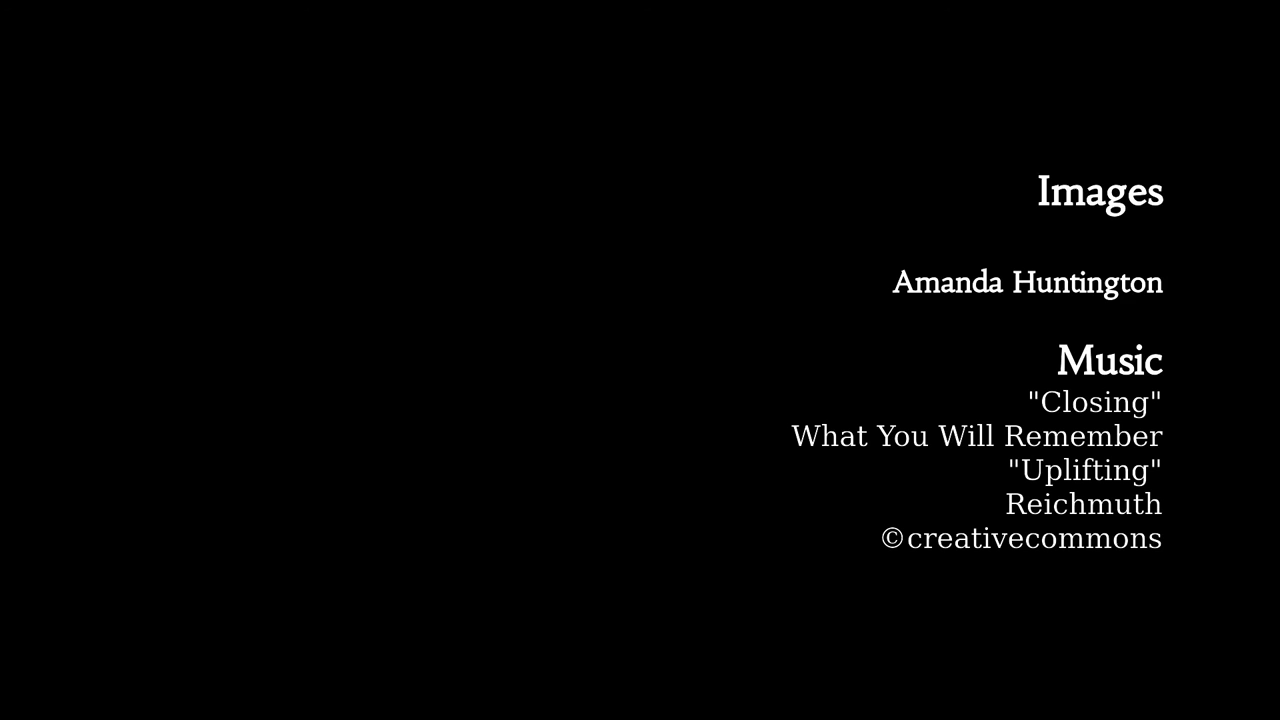 Images
Amanda Huntington
Music
"Closing"
What You Will Remember
"Uplifting"
Reichmuth
©creativecommons